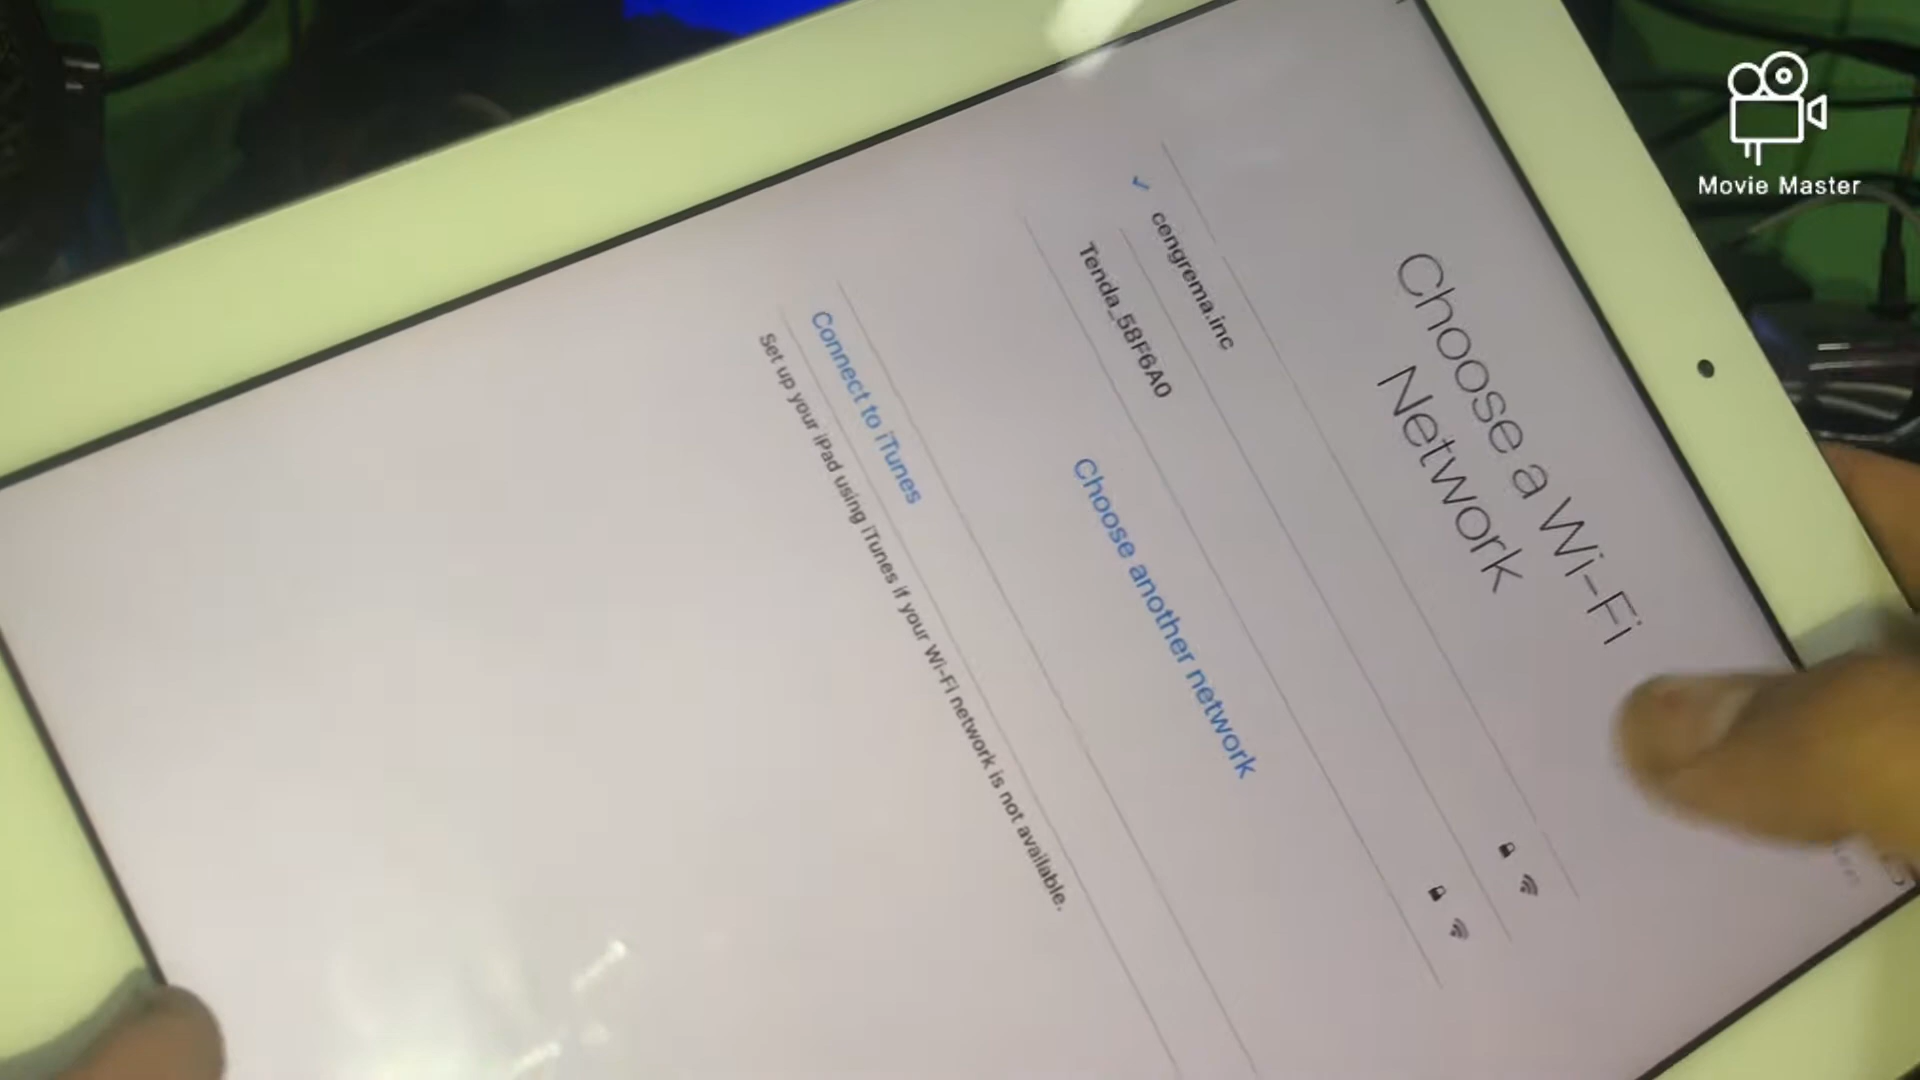 Movie Master
Choose a Wi-Fi
Network
cengrema.inc
Tenda_58F6A0
Choose another network
Connect to iTunes
Set up your iPad using iTunes if your Wi-Fi network is not available.